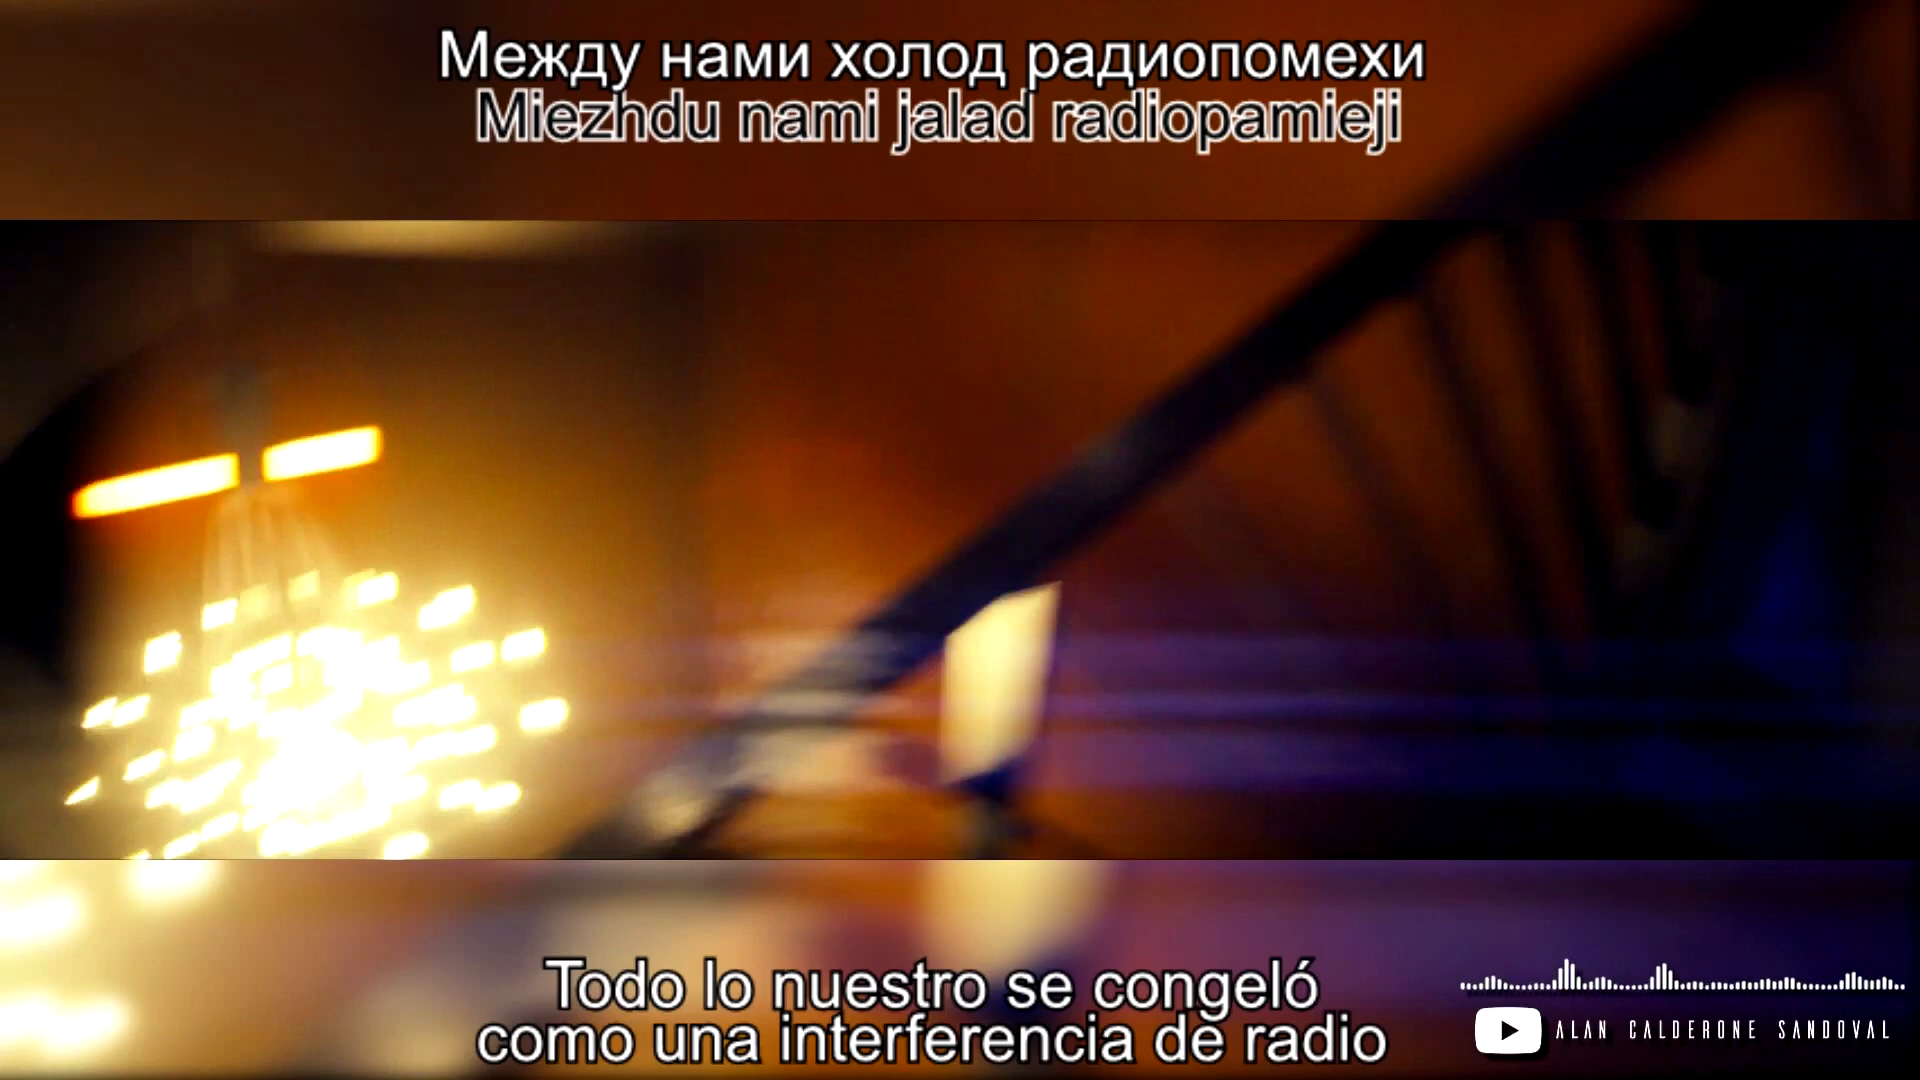 Между нами холод радиопомехи
Miezhdu nami jalad radiopamieji
Todo lo nuestro se congeló
como una interferencia de radio
ALAN CALDERONE SANDOVAL